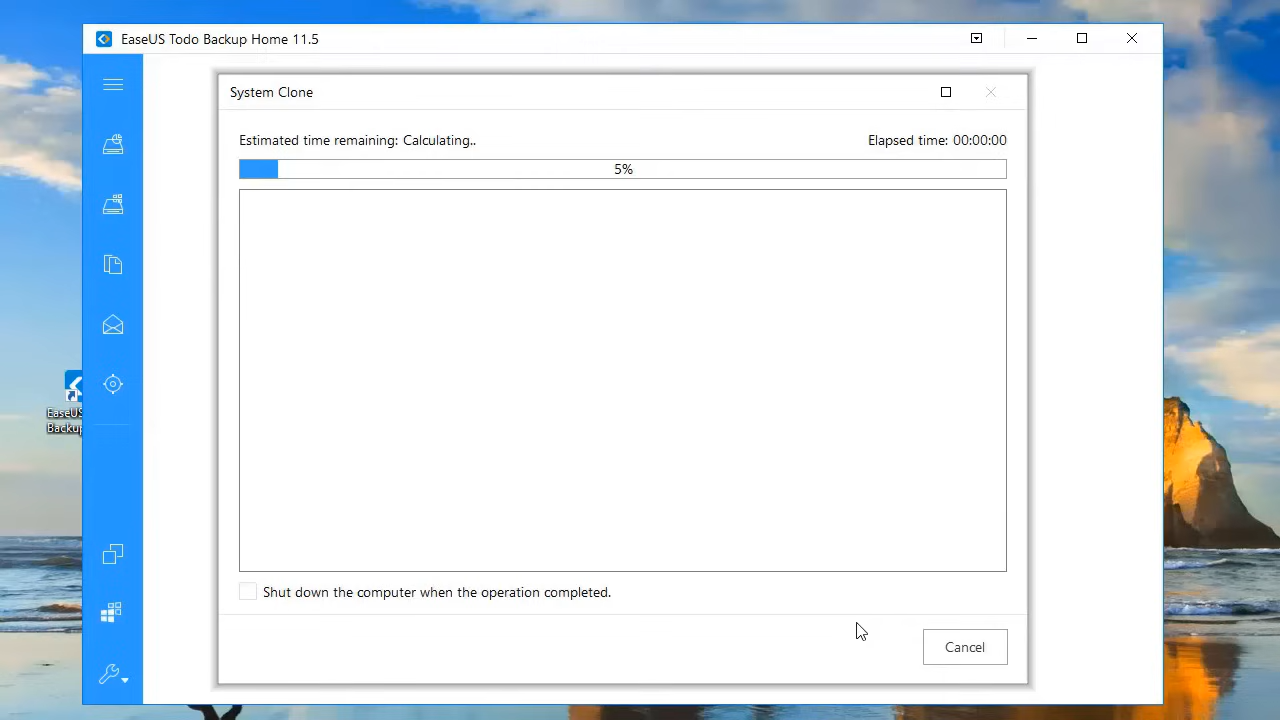 EaseUS Todo Backup Home 11.5
System Clone
Estimated time remaining: Calculating..
Elapsed time: 00:00:00
5%
EaseUS
Backup
Shut down the computer when the operation completed.
Cancel